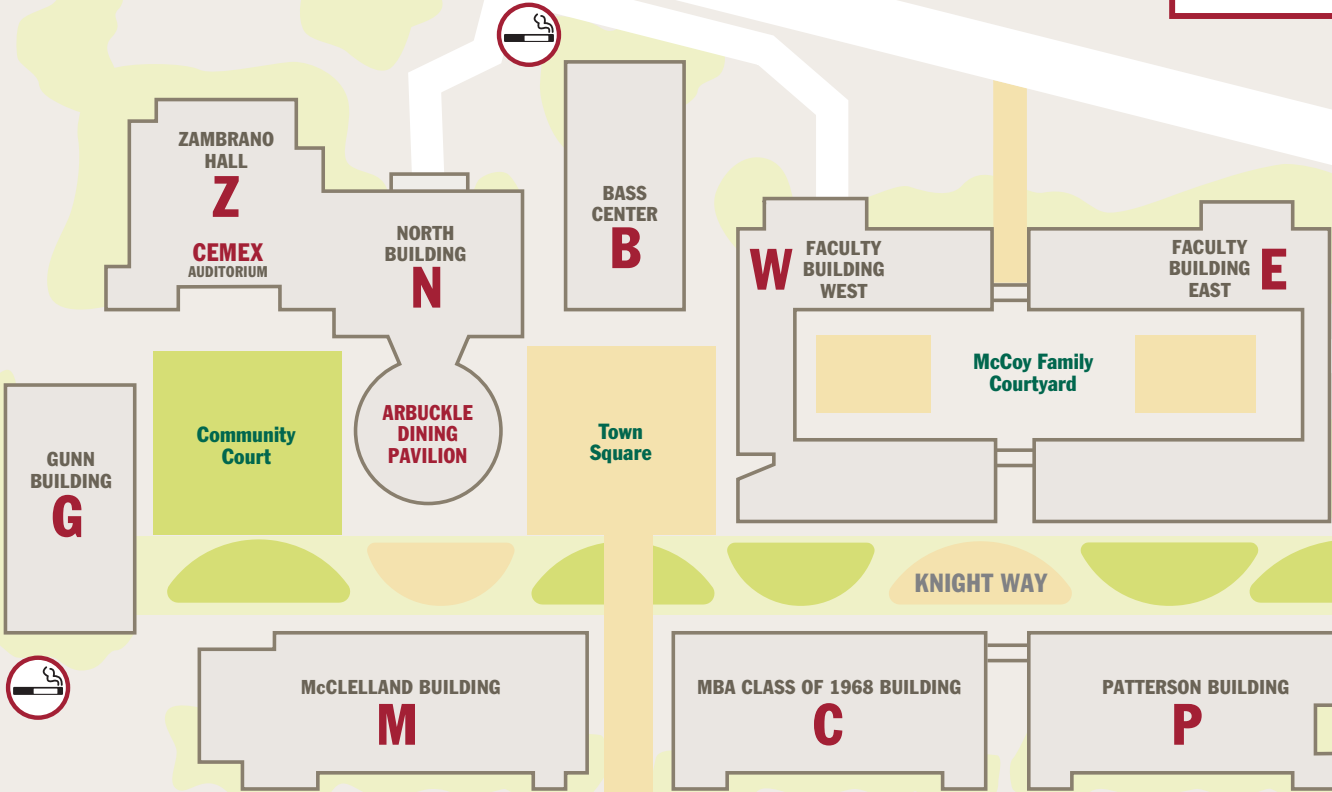 ZAMBRANO
HALL
Z
CEMEX
AUDITORIUM
NORTH
BUILDING
N
BASS
CENTER
B
W
FACULTY
BUILDING
WEST
FACULTY
BUILDING
EAST
E
McCoy Family
Courtyard
Community
Court
ARBUCKLE
DINING
PAVILION
Town
Square
GUNN
BUILDING
G
KNIGHT WAY
McCLELLAND BUILDING
M
MBA CLASS OF 1968 BUILDING
C
PATTERSON BUILDING
P